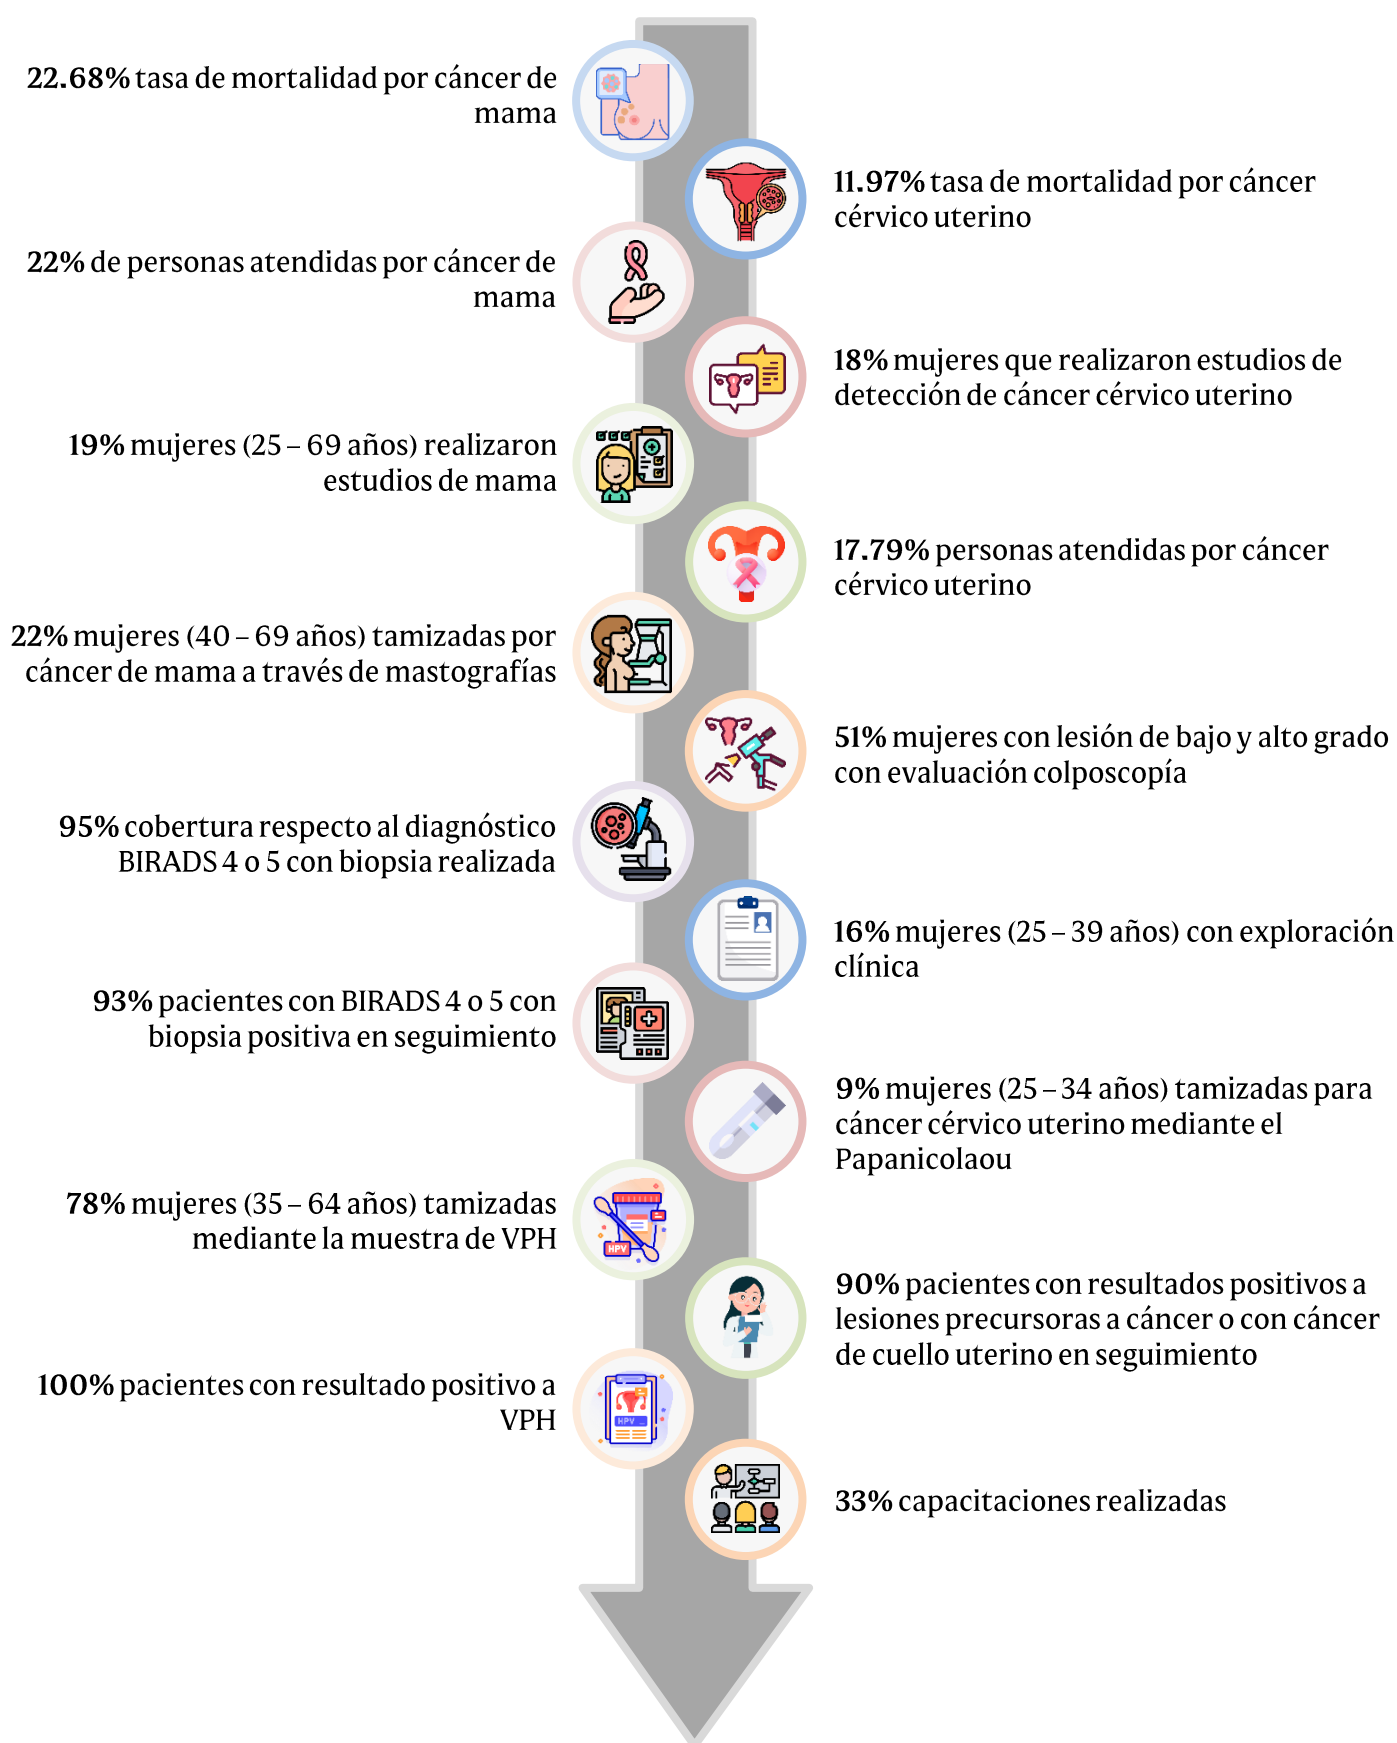 22.68% tasa de mortalidad por cáncer de
mama
11.97% tasa de mortalidad por cáncer
cérvico uterino
22% de personas atendidas por cáncer de
mama
18% mujeres que realizaron estudios de
detección de cáncer cérvico uterino
19% mujeres (25 – 69 años) realizaron
estudios de mama
17.79% personas atendidas por cáncer
cérvico uterino
22% mujeres (40 – 69 años) tamizadas por
cáncer de mama a través de mastografías
51% mujeres con lesión de bajo y alto grado
con evaluación colposcopía
95% cobertura respecto al diagnóstico
BIRADS 4 o 5 con biopsia realizada
16% mujeres (25 – 39 años) con exploración
clínica
93% pacientes con BIRADS 4 o 5 con
biopsia positiva en seguimiento
9% mujeres (25 – 34 años) tamizadas para
cáncer cérvico uterino mediante el
Papanicolaou
78% mujeres (35 – 64 años) tamizadas
mediante la muestra de VPH
HPV
90% pacientes con resultados positivos a
lesiones precursoras a cáncer o con cáncer
de cuello uterino en seguimiento
100% pacientes con resultado positivo a
VPH
HPV
33% capacitaciones realizadas